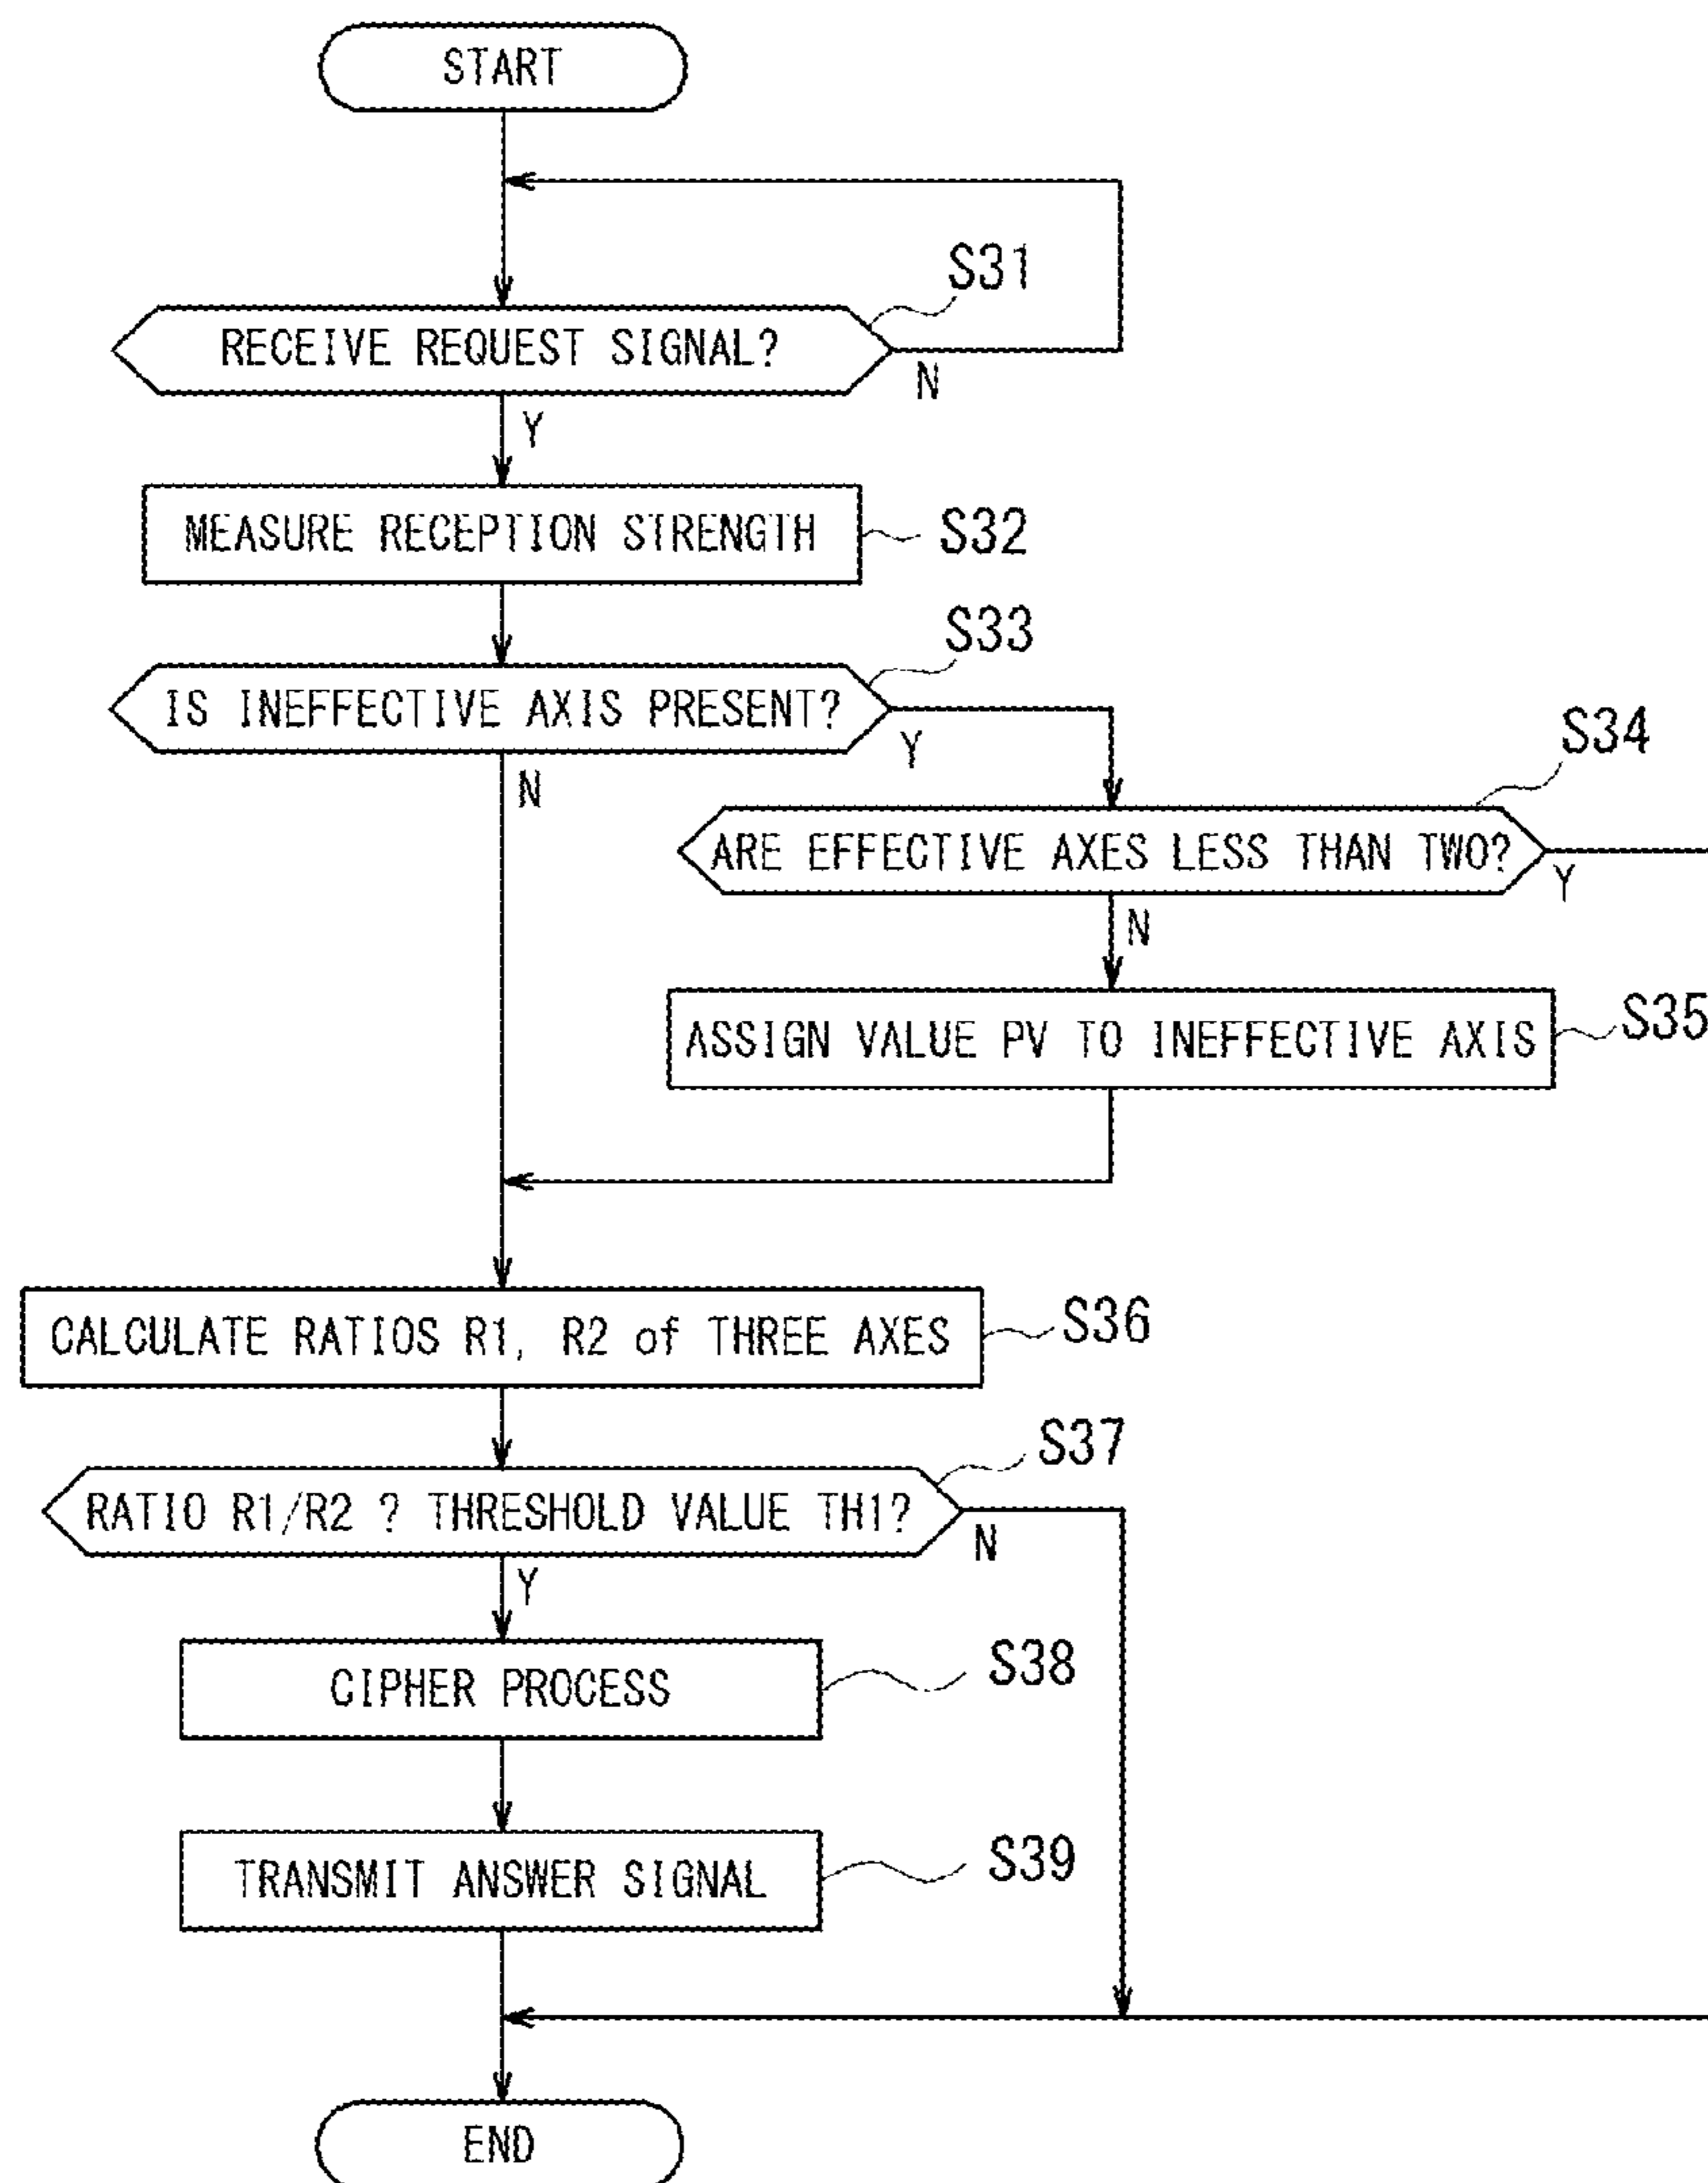 START
S31
RECEIVE REQUEST SIGNAL?
N
Y
MEASURE RECEPTION STRENGTH
S32
S33
IS INEFFECTIVE AXIS PRESENT?
Y
N
S34
ARE EFFECTIVE AXES LESS THAN TWO?
Y
N
ASSIGN VALUE PV TO INEFFECTIVE AXIS
S35
CALCULATE RATIOS R1, R2 of THREE AXES
S36
S37
RATIO R1/R2 ? THRESHOLD VALUE TH1?
N
Y
CIPHER PROCESS
S38
TRANSMIT ANSWER SIGNAL
S39
END